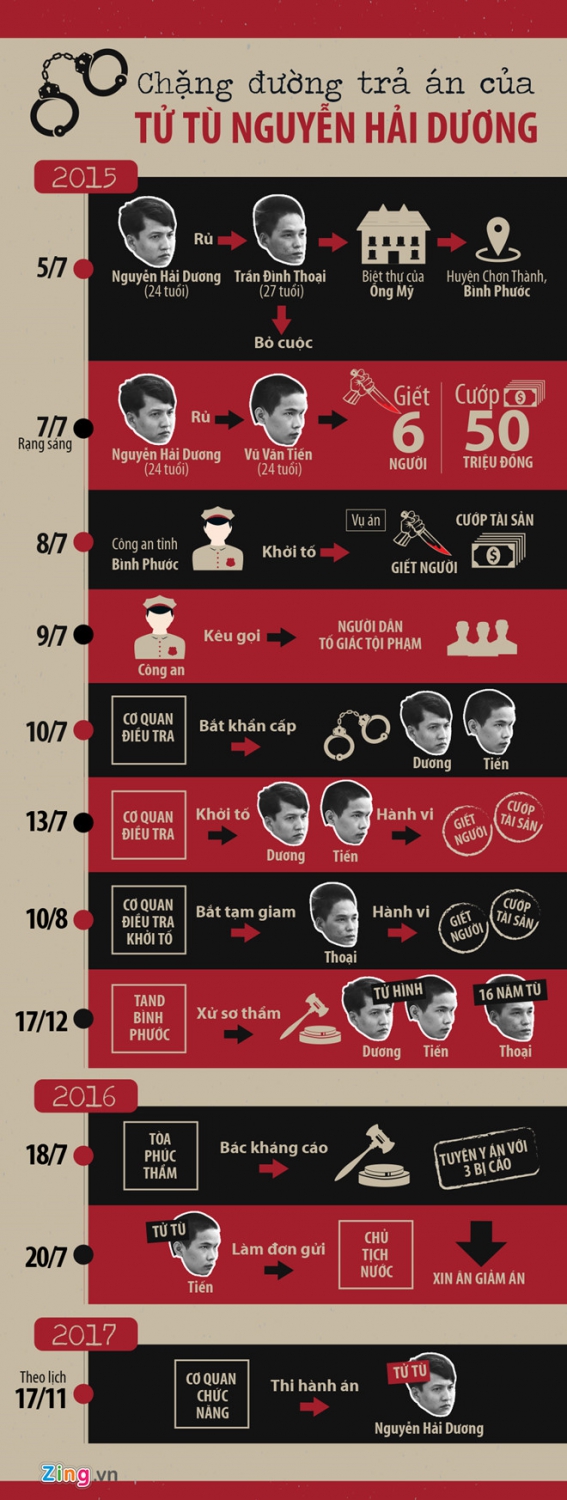 Chặng đường trả án của
TỬ TÙ NGUYỄN HẢI DƯƠNG
2015
5/7
Rủ
Nguyễn Hải Dương
(24 tuổi)
Trần Đình Thoại
(27 tuổi)
Biệt thự của
Ông Mỹ
Huyện Chơn Thành,
Bình Phước
Bỏ cuộc
7/7
Rạng sáng
Rủ
Nguyễn Hải Dương
(24 tuổi)
Vũ Văn Tiến
(24 tuổi)
Giết
6
NGƯỜI
Cướp
50
TRIỆU ĐỒNG
8/7
Công an tỉnh
Bình Phước
Khởi tố
Vụ án
GIẾT NGƯỜI
CƯỚP TÀI SẢN
9/7
Công an
Kêu gọi
NGƯỜI DÂN
TỐ GIÁC TỘI PHẠM
10/7
CƠ QUAN
ĐIỀU TRA
Bắt khẩn cấp
Dương
Tiến
13/7
CƠ QUAN
ĐIỀU TRA
Khởi tố
Dương
Tiến
Hành vi
GIẾT
NGƯỜI
CƯỚP
TÀI SẢN
10/8
CƠ QUAN
ĐIỀU TRA
KHỞI TỐ
Bắt tạm giam
Thoại
Hành vi
GIẾT
NGƯỜI
CƯỚP
TÀI SẢN
17/12
TAND
BÌNH
PHƯỚC
Xử sơ thẩm
TỬ HÌNH
Dương
Tiến
16 NĂM TÙ
Thoại
2016
18/7
TÒA
PHÚC
THẨM
Bác kháng cáo
TUYÊN Y ÁN VỚI
3 BỊ CÁO
20/7
TỬ TÙ
Tiến
Làm đơn gửi
CHỦ
TỊCH
NƯỚC
XIN ÂN GIẢM ÁN
2017
Theo lịch
17/11
CƠ QUAN
CHỨC
NĂNG
Thi hành án
TỬ TÙ
Nguyễn Hải Dương
Zing.vn